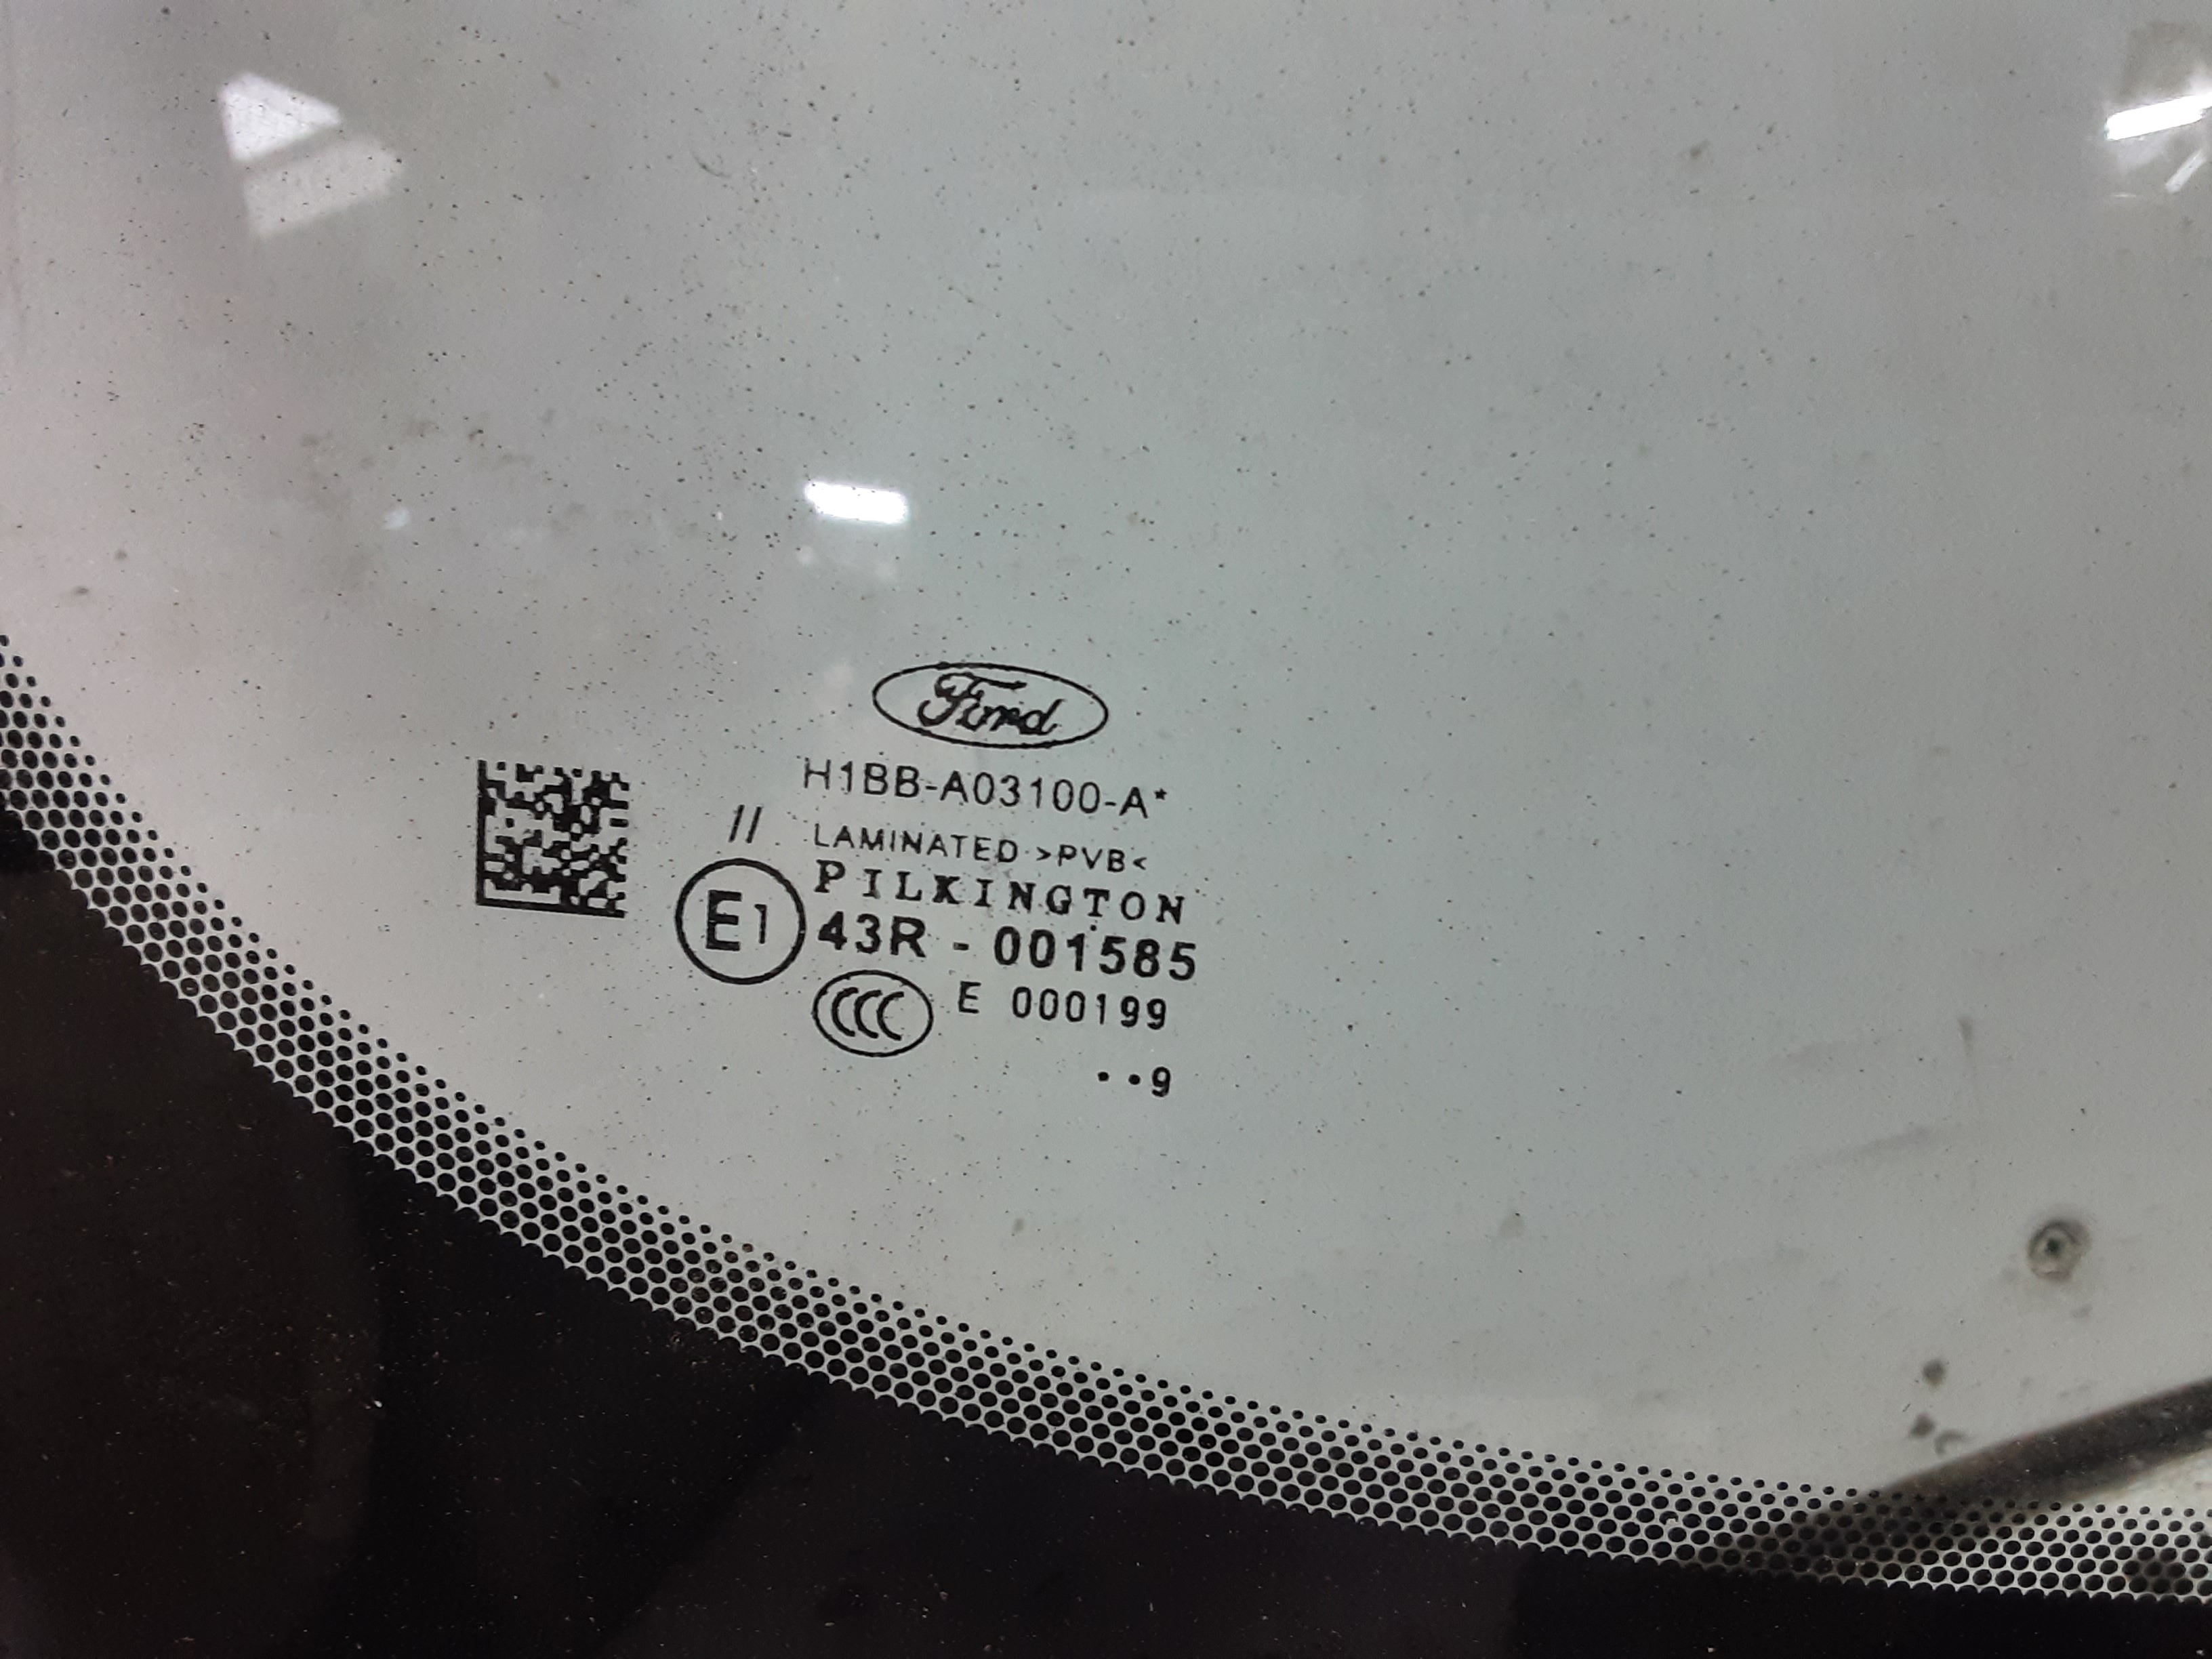 Ford
H1BB-A03100-A*
// LAMINATED >PVB<
PILKINGTON
E1 43R - 001585
CCC E 000199
••9